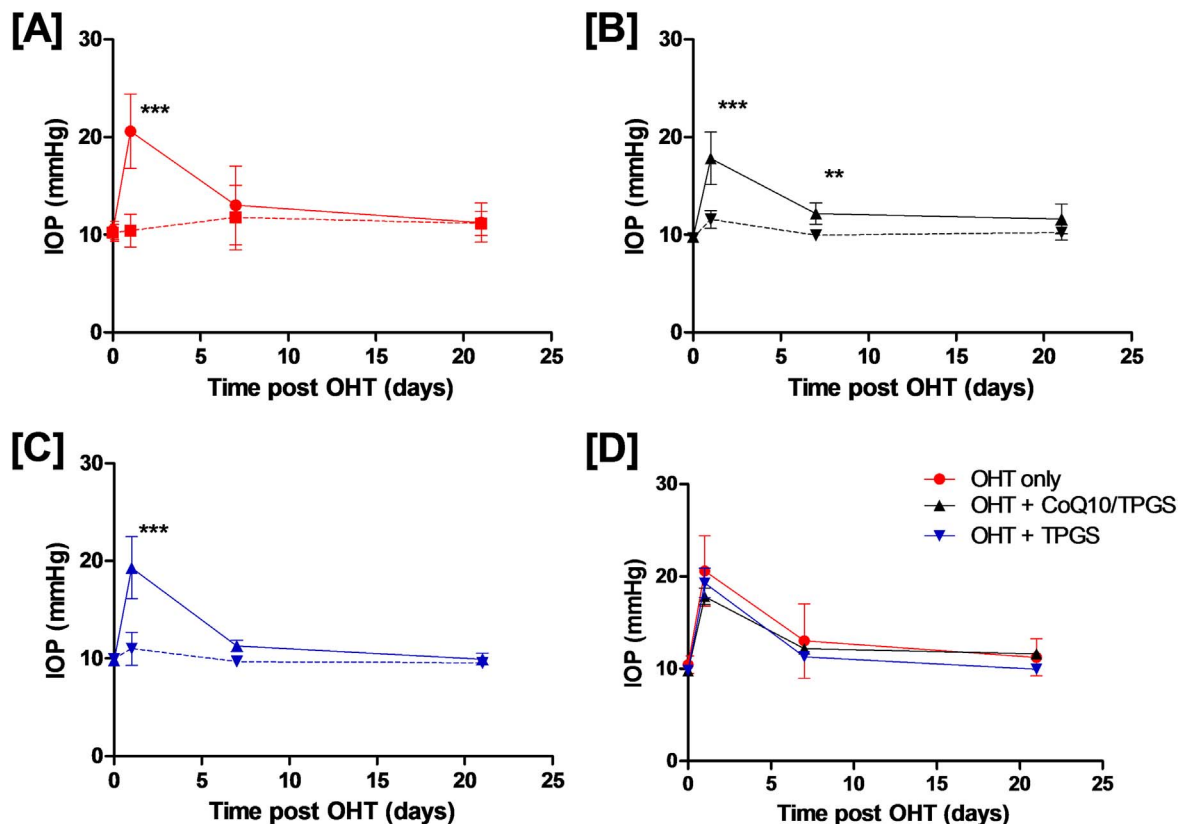 [A]
30
20
10
0
IOP (mmHg)
***
0 5 10 15 20 25
Time post OHT (days)
[B]
30
20
10
0
IOP (mmHg)
***
**
0 5 10 15 20 25
Time post OHT (days)
[C]
30
20
10
0
IOP (mmHg)
***
0 5 10 15 20 25
Time post OHT (days)
[D]
30
20
10
0
IOP (mmHg)
OHT only
OHT + CoQ10/TPGS
OHT + TPGS
0 5 10 15 20 25
Time post OHT (days)